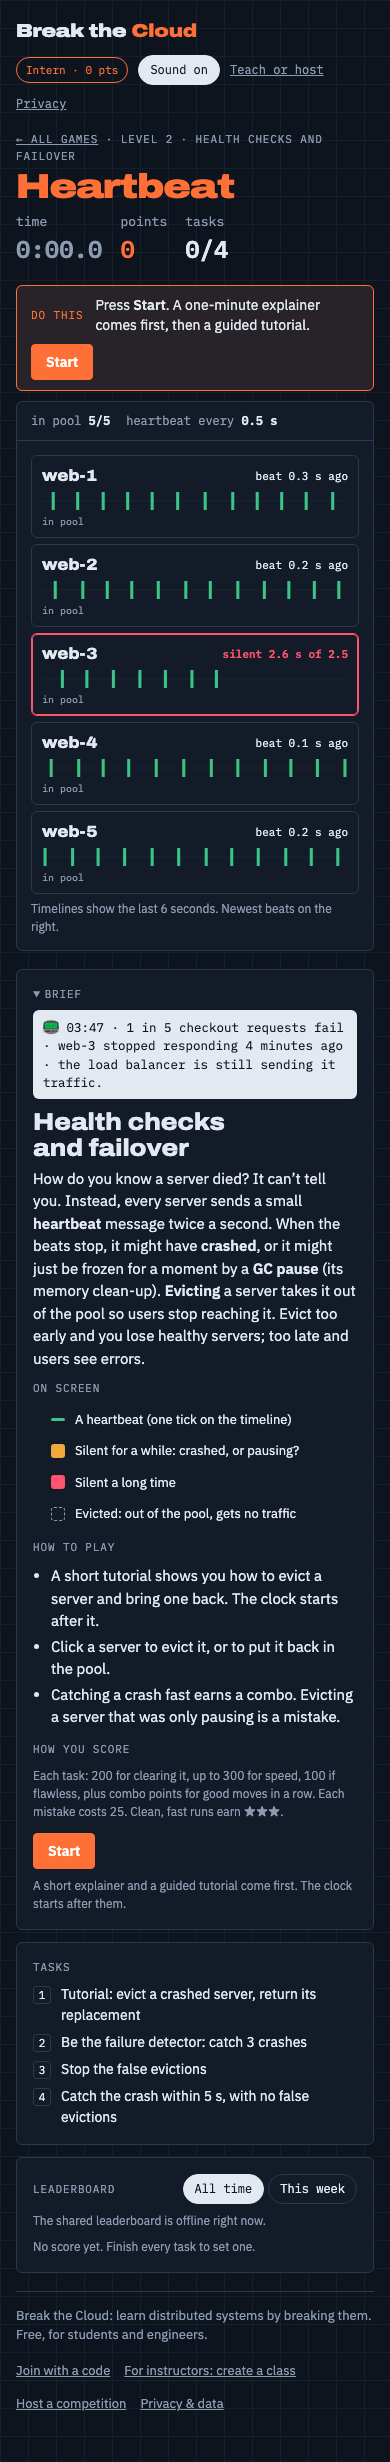 Break the Cloud
Intern · 0 pts
Sound on
Teach or host
Privacy
← ALL GAMES · LEVEL 2 · HEALTH CHECKS AND
FAILOVER
Heartbeat
time points tasks
0:00.0 0 0/4
DO THIS
Press Start. A one-minute explainer
comes first, then a guided tutorial.
Start
in pool 5/5 heartbeat every 0.5 s
web-1 beat 0.3 s ago
in pool
web-2 beat 0.2 s ago
in pool
web-3 silent 2.6 s of 2.5
in pool
web-4 beat 0.1 s ago
in pool
web-5 beat 0.2 s ago
in pool
Timelines show the last 6 seconds. Newest beats on the
right.
▼ BRIEF
📟 03:47 · 1 in 5 checkout requests fail
· web-3 stopped responding 4 minutes ago
· the load balancer is still sending it
traffic.
Health checks
and failover
How do you know a server died? It can’t tell
you. Instead, every server sends a small
heartbeat message twice a second. When the
beats stop, it might have crashed, or it might
just be frozen for a moment by a GC pause (its
memory clean-up). Evicting a server takes it out
of the pool so users stop reaching it. Evict too
early and you lose healthy servers; too late and
users see errors.
ON SCREEN
A heartbeat (one tick on the timeline)
Silent for a while: crashed, or pausing?
Silent a long time
Evicted: out of the pool, gets no traffic
HOW TO PLAY
• A short tutorial shows you how to evict a
server and bring one back. The clock starts
after it.
• Click a server to evict it, or to put it back in
the pool.
• Catching a crash fast earns a combo. Evicting
a server that was only pausing is a mistake.
HOW YOU SCORE
Each task: 200 for clearing it, up to 300 for speed, 100 if
flawless, plus combo points for good moves in a row. Each
mistake costs 25. Clean, fast runs earn ★★★.
Start
A short explainer and a guided tutorial come first. The clock
starts after them.
TASKS
1 Tutorial: evict a crashed server, return its
replacement
2 Be the failure detector: catch 3 crashes
3 Stop the false evictions
4 Catch the crash within 5 s, with no false
evictions
LEADERBOARD
All time
This week
The shared leaderboard is offline right now.
No score yet. Finish every task to set one.
Break the Cloud: learn distributed systems by breaking them.
Free, for students and engineers.
Join with a code For instructors: create a class
Host a competition Privacy & data